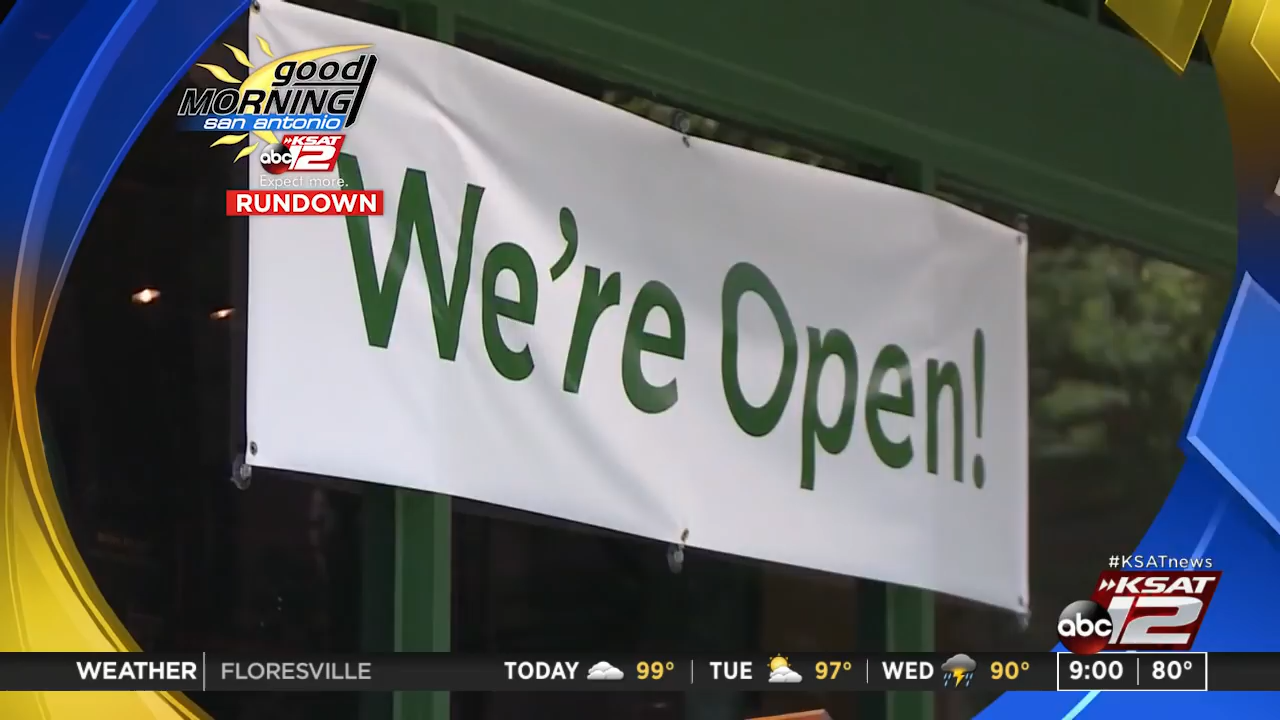 good
MORNING
san antonio
abc KSAT 12
Expect more.
RUNDOWN
We're Open!
#KSATnews
KSAT
abc 12
WEATHER FLORESVILLE TODAY 99° TUE 97° WED 90° 9:00 80°